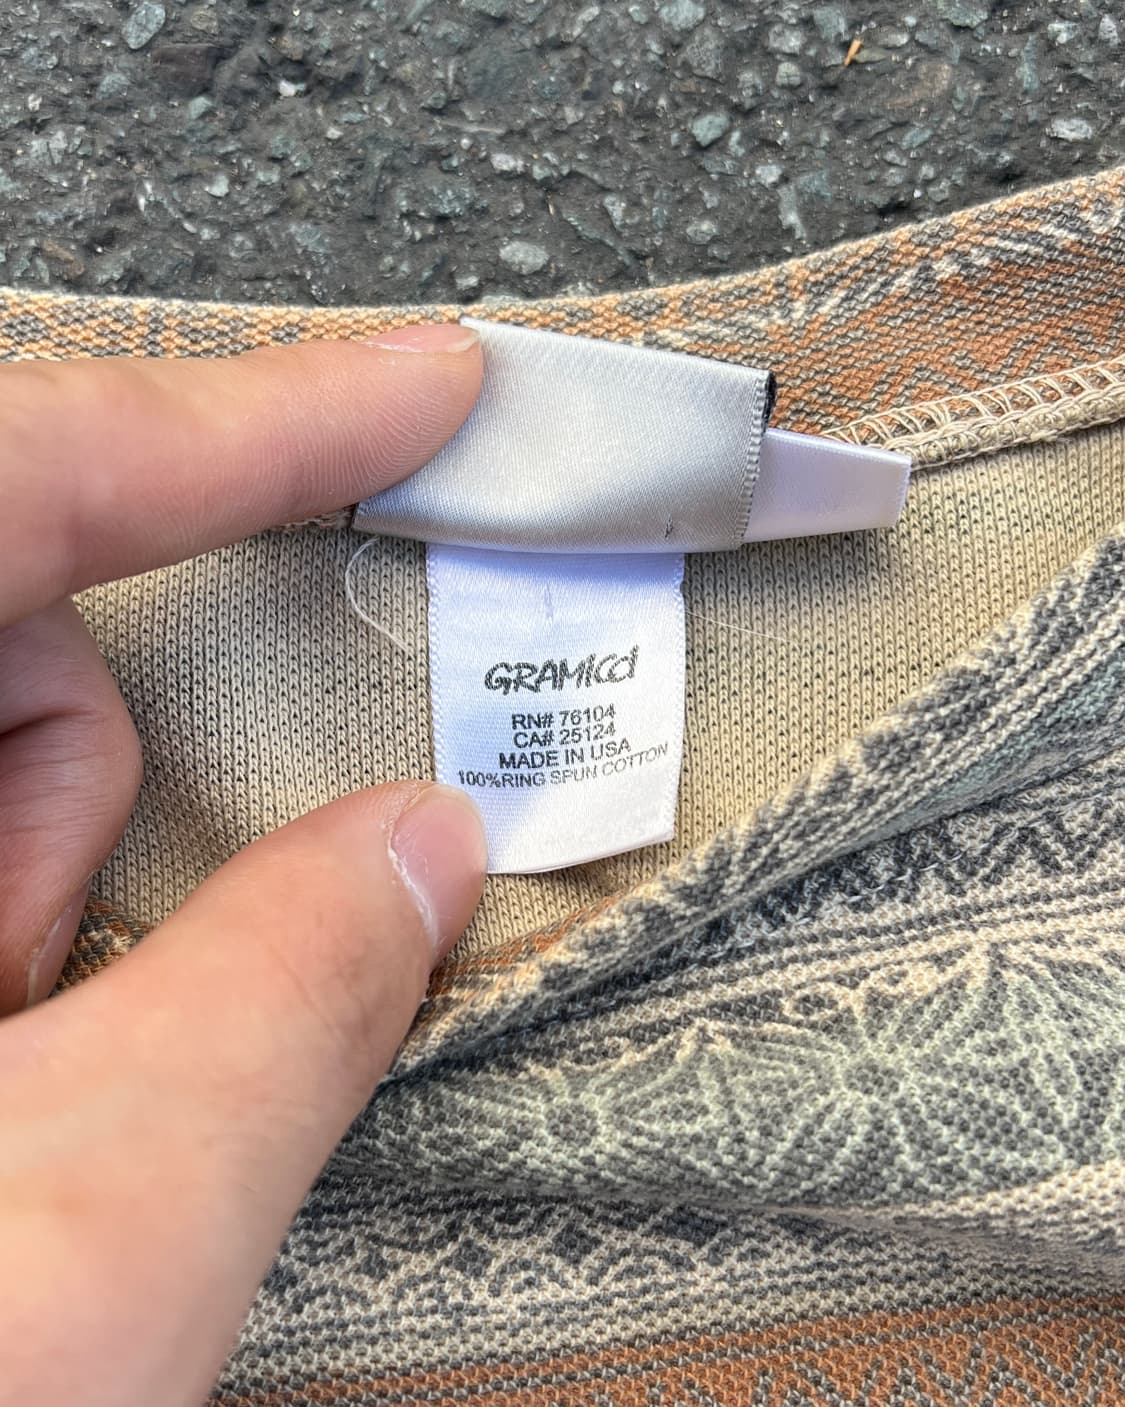 GRAMICCI
RN# 76104
CA# 25124
MADE IN USA
100%RING SPUN COTTON